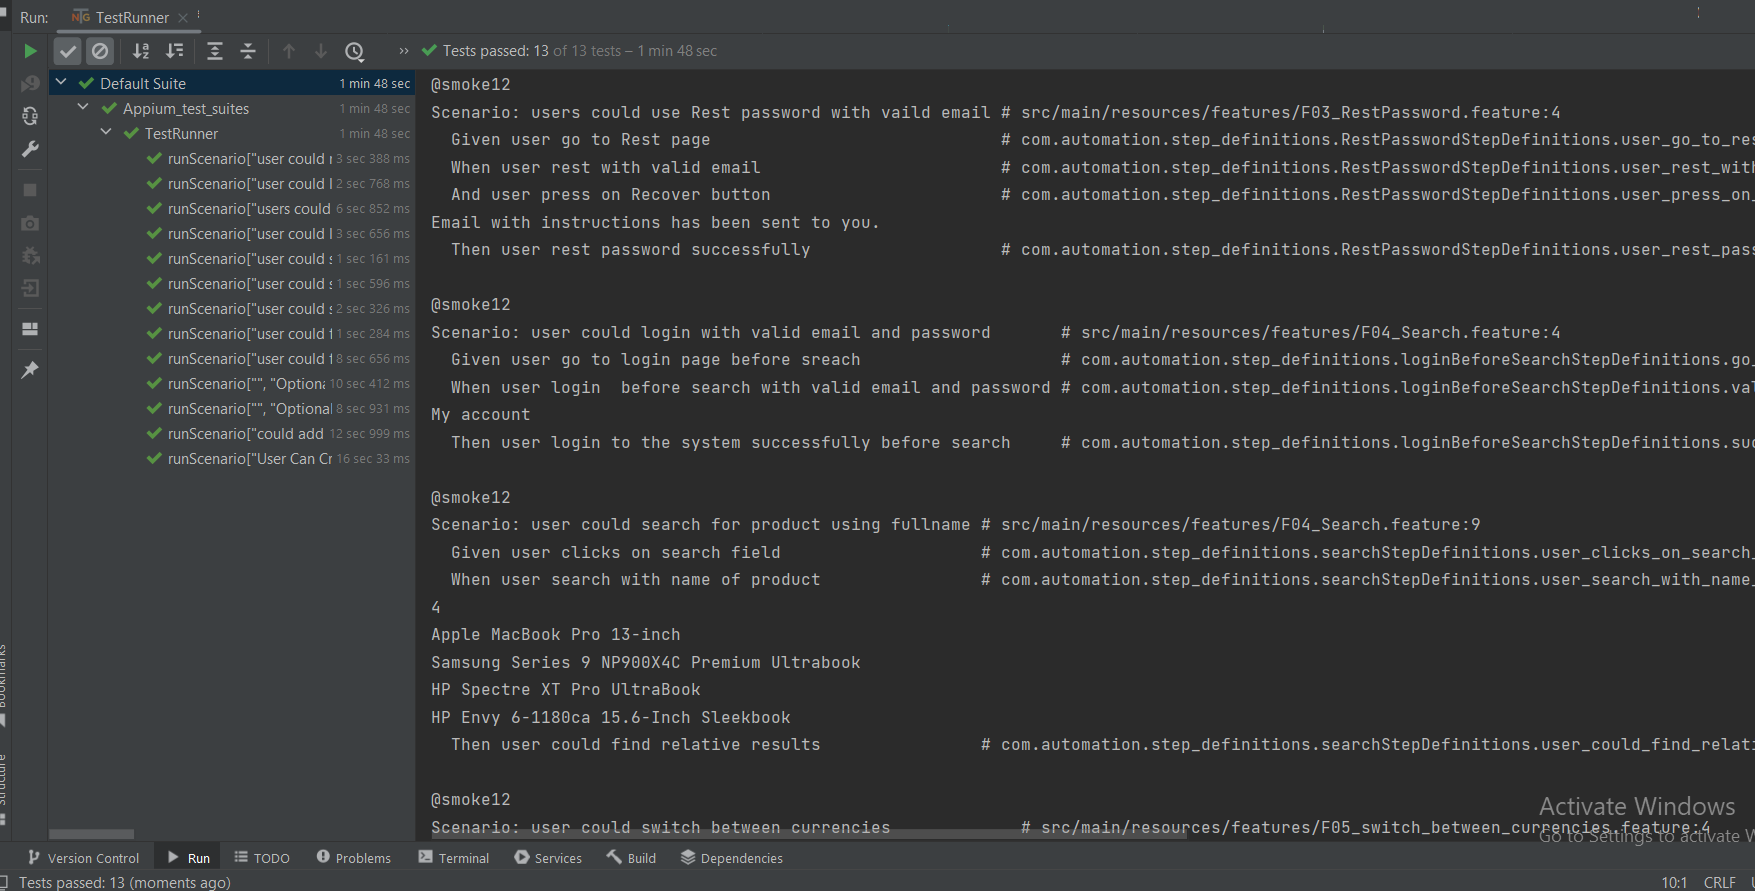 Run: TestRunner
Tests passed: 13 of 13 tests – 1 min 48 sec
Default Suite 1 min 48 sec
Appium_test_suites 1 min 48 sec
TestRunner 1 min 48 sec
runScenario["user could 3 sec 388 ms
runScenario["user could 2 sec 768 ms
runScenario["users could 6 sec 852 ms
runScenario["user could 3 sec 656 ms
runScenario["user could 1 sec 161 ms
runScenario["user could 1 sec 596 ms
runScenario["user could 2 sec 326 ms
runScenario["user could 1 sec 284 ms
runScenario["user could 8 sec 656 ms
runScenario["", "Optiona 10 sec 412 ms
runScenario["", "Optional 8 sec 931 ms
runScenario["could add 12 sec 999 ms
runScenario["User Can Cr 16 sec 33 ms
@smoke12
Scenario: users could use Rest password with vaild email # src/main/resources/features/F03_RestPassword.feature:4
Given user go to Rest page # com.automation.step_definitions.RestPasswordStepDefinitions.user_go_to_res
When user rest with valid email # com.automation.step_definitions.RestPasswordStepDefinitions.user_rest_with
And user press on Recover button # com.automation.step_definitions.RestPasswordStepDefinitions.user_press_on_
Email with instructions has been sent to you.
Then user rest password successfully # com.automation.step_definitions.RestPasswordStepDefinitions.user_rest_pass
@smoke12
Scenario: user could login with valid email and password # src/main/resources/features/F04_Search.feature:4
Given user go to login page before sreach # com.automation.step_definitions.loginBeforeSearchStepDefinitions.go_
When user login  before search with valid email and password # com.automation.step_definitions.loginBeforeSearchStepDefinitions.val
My account
Then user login to the system successfully before search # com.automation.step_definitions.loginBeforeSearchStepDefinitions.suc
@smoke12
Scenario: user could search for product using fullname # src/main/resources/features/F04_Search.feature:9
Given user clicks on search field # com.automation.step_definitions.searchStepDefinitions.user_clicks_on_search_
When user search with name of product # com.automation.step_definitions.searchStepDefinitions.user_search_with_name_
4
Apple MacBook Pro 13-inch
Samsung Series 9 NP900X4C Premium Ultrabook
HP Spectre XT Pro UltraBook
HP Envy 6-1180ca 15.6-Inch Sleekbook
Then user could find relative results # com.automation.step_definitions.searchStepDefinitions.user_could_find_relati
@smoke12
Scenario: user could switch between currencies # src/main/resources/features/F05_switch_between_currencies.feature:4
Activate Windows
Go to Settings to activate W
Bookmarks
Structure
Version Control Run TODO Problems Terminal Services Build Dependencies
Tests passed: 13 (moments ago) 10:1 CRLF